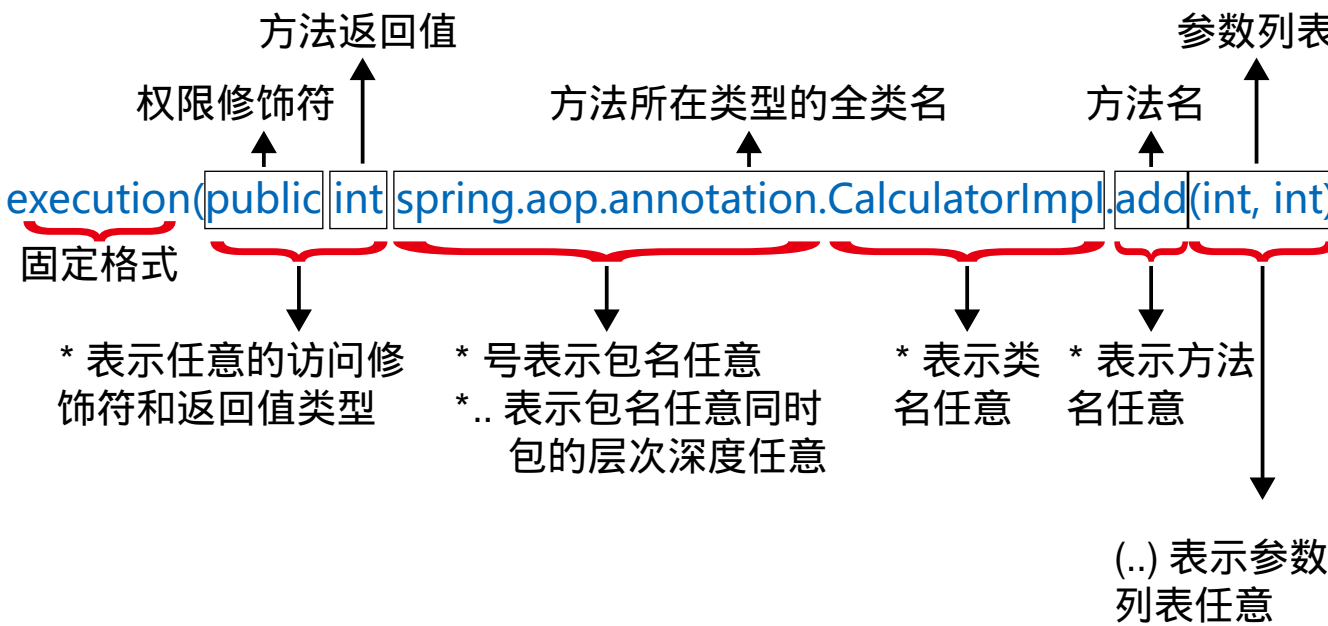 方法返回值
参数列表
权限修饰符
方法所在类型的全类名
方法名
execution(public int spring.aop.annotation.CalculatorImpl.add(int, int)
固定格式
* 表示任意的访问修
饰符和返回值类型
* 号表示包名任意
*.. 表示包名任意同时
包的层次深度任意
* 表示类
名任意
* 表示方法
名任意
(..) 表示参数
列表任意